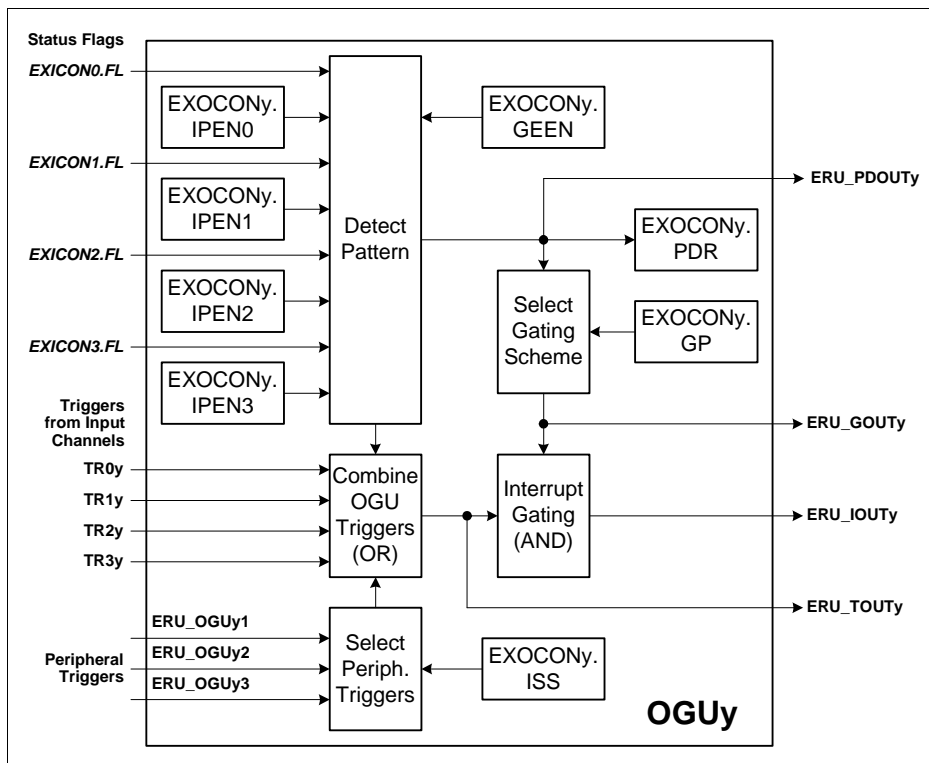 Status Flags
EXICON0.FL
EXOCONy.
IPEN0
EXOCONy.
GEEN
EXICON1.FL
ERU_PDOUTy
EXOCONy.
IPEN1
Detect
Pattern
EXOCONy.
PDR
EXICON2.FL
EXOCONy.
IPEN2
Select
Gating
Scheme
EXOCONy.
GP
EXICON3.FL
EXOCONy.
IPEN3
Triggers
from Input
Channels
ERU_GOUTy
TR0y
TR1y
TR2y
TR3y
Combine
OGU
Triggers
(OR)
Interrupt
Gating
(AND)
ERU_IOUTy
ERU_TOUTy
Peripheral
Triggers
ERU_OGUy1
ERU_OGUy2
ERU_OGUy3
Select
Periph.
Triggers
EXOCONy.
ISS
OGUy